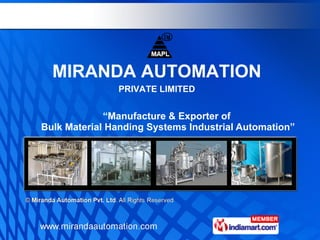 MAPL
MIRANDA AUTOMATION
PRIVATE LIMITED
“Manufacture & Exporter of
Bulk Material Handing Systems Industrial Automation”
© Miranda Automation Pvt. Ltd. All Rights Reserved
www.mirandaautomation.com
MEMBER
indiamart.com